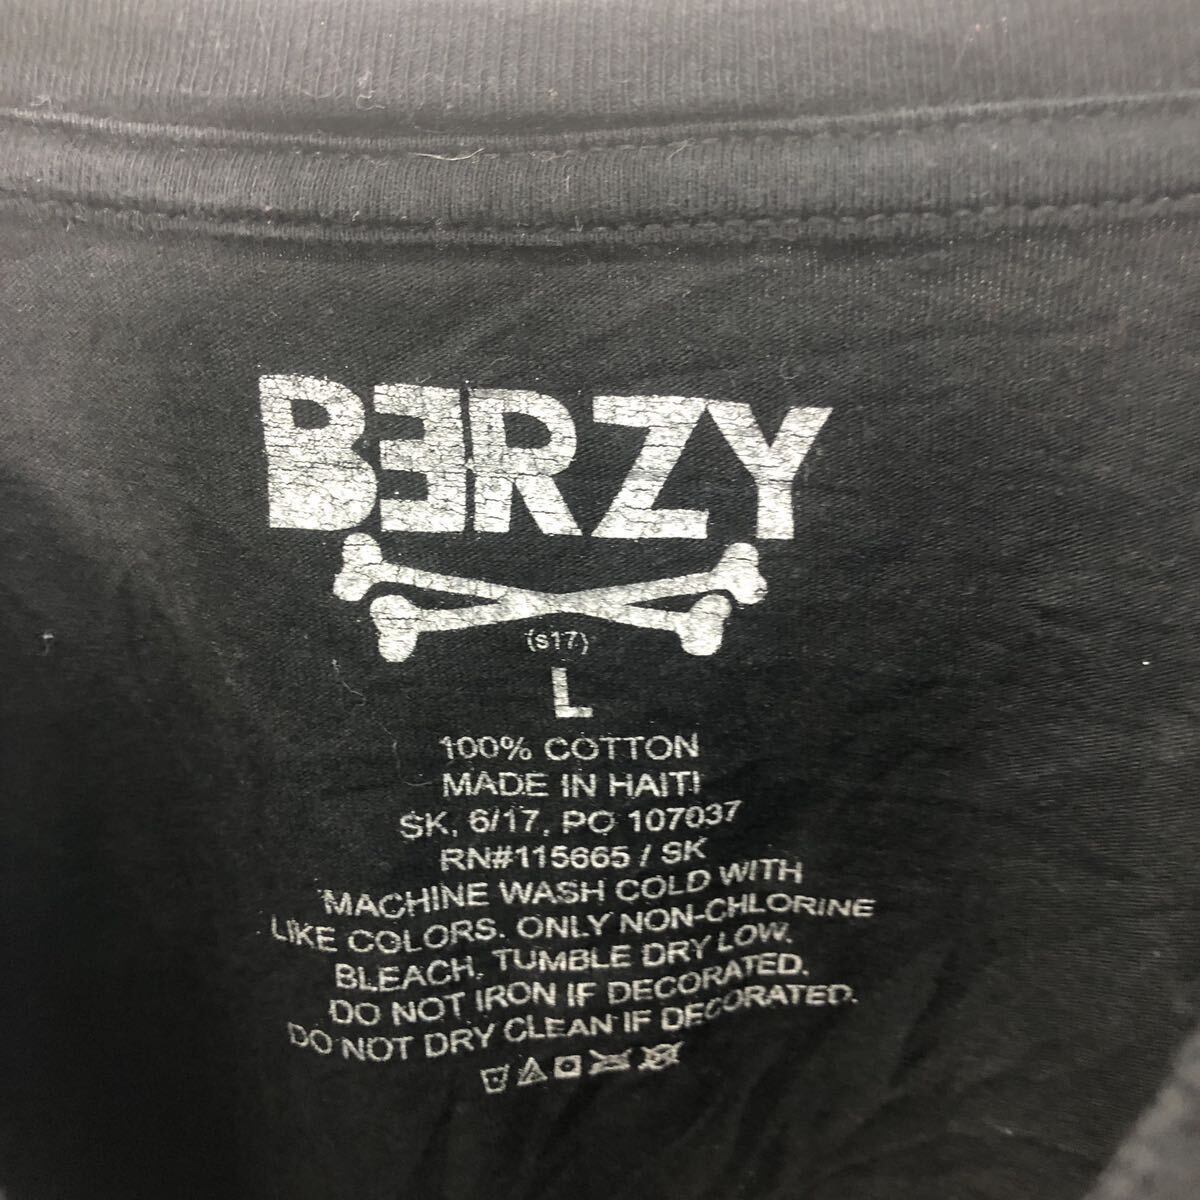 BERZY
(s17)
L
100% COTTON
MADE IN HAITI
SK, 6/17, PO 107037
RN#115665 / SK
MACHINE WASH COLD WITH
LIKE COLORS. ONLY NON-CHLORINE
BLEACH. TUMBLE DRY LOW.
DO NOT IRON IF DECORATED.
DO NOT DRY CLEAN IF DECORATED.